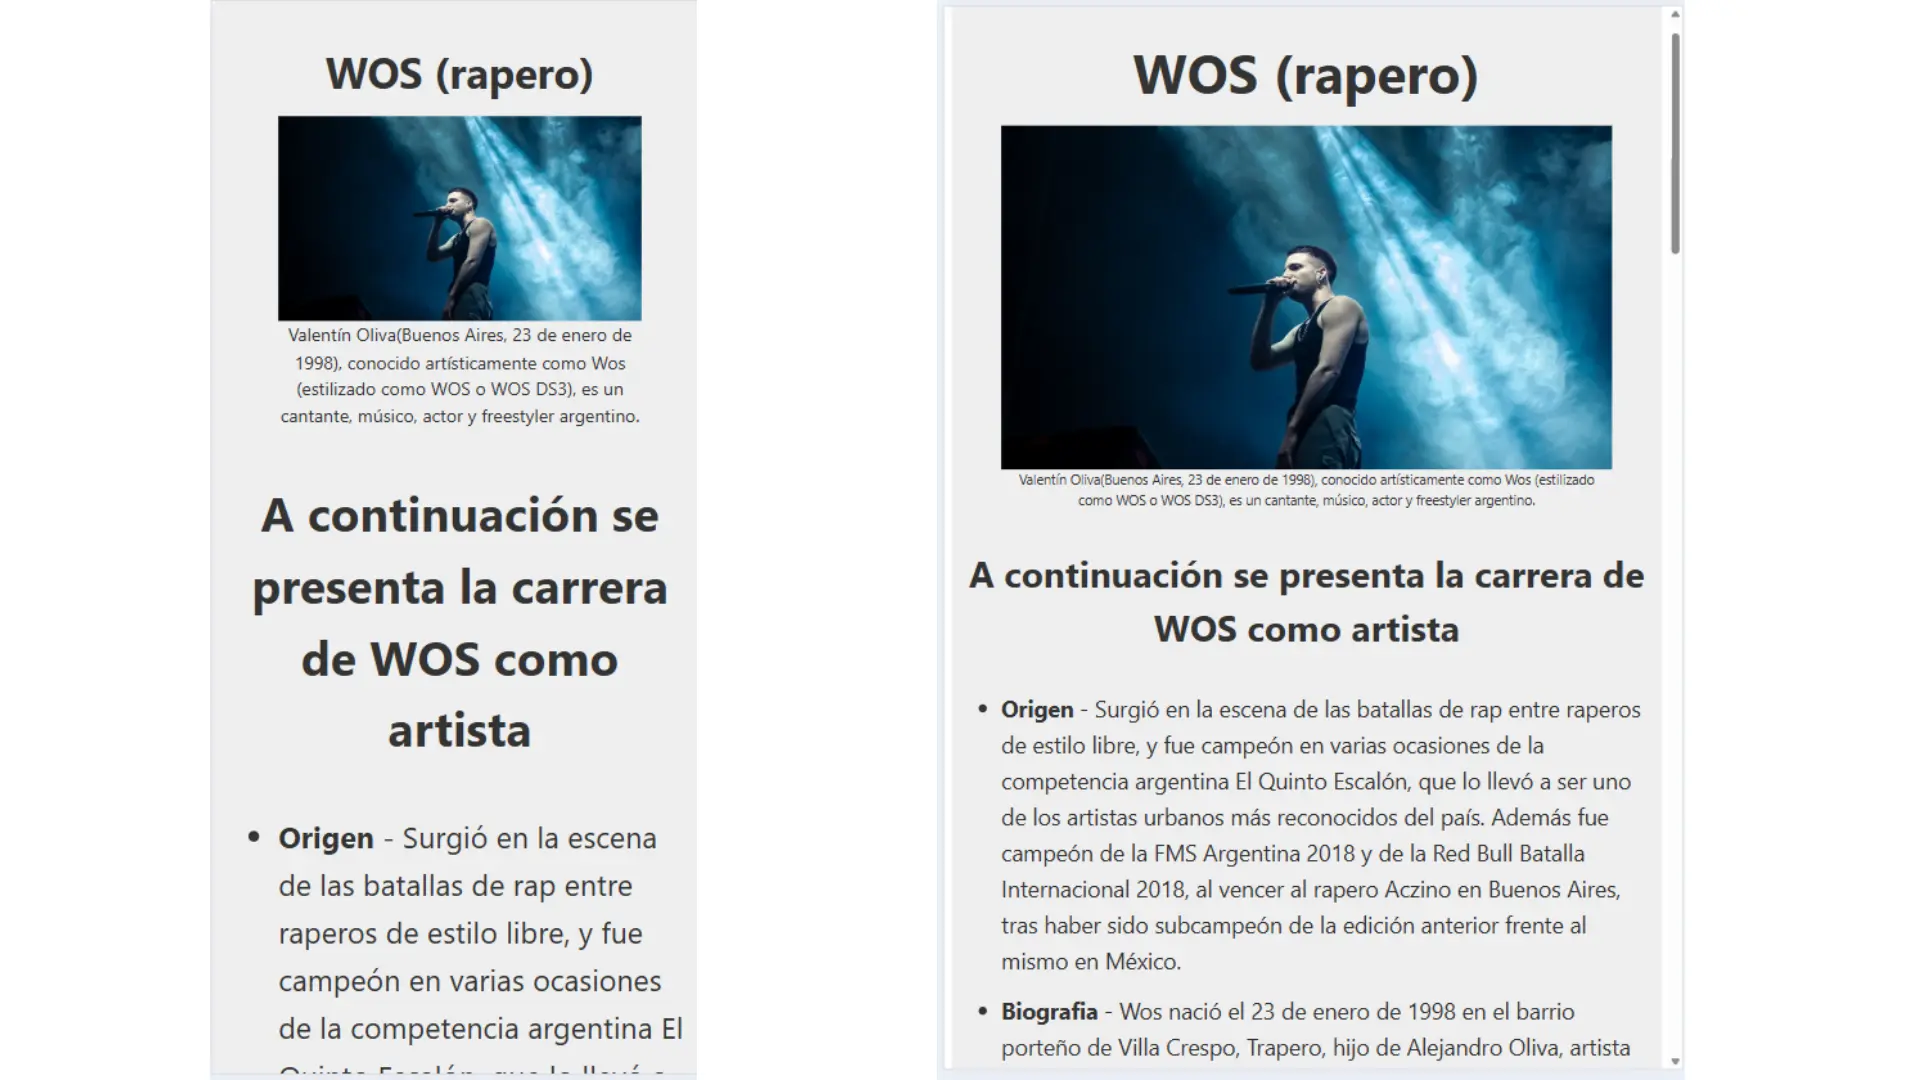 WOS (rapero)
Valentín Oliva(Buenos Aires, 23 de enero de
1998), conocido artísticamente como Wos
(estilizado como WOS o WOS DS3), es un
cantante, músico, actor y freestyler argentino.
A continuación se
presenta la carrera
de WOS como
artista
• Origen - Surgió en la escena
de las batallas de rap entre
raperos de estilo libre, y fue
campeón en varias ocasiones
de la competencia argentina El
Quinto Escalón, que lo llevó a
WOS (rapero)
Valentín Oliva(Buenos Aires, 23 de enero de 1998), conocido artísticamente como Wos (estilizado
como WOS o WOS DS3), es un cantante, músico, actor y freestyler argentino.
A continuación se presenta la carrera de
WOS como artista
• Origen - Surgió en la escena de las batallas de rap entre raperos
de estilo libre, y fue campeón en varias ocasiones de la
competencia argentina El Quinto Escalón, que lo llevó a ser uno
de los artistas urbanos más reconocidos del país. Además fue
campeón de la FMS Argentina 2018 y de la Red Bull Batalla
Internacional 2018, al vencer al rapero Aczino en Buenos Aires,
tras haber sido subcampeón de la edición anterior frente al
mismo en México.
• Biografia - Wos nació el 23 de enero de 1998 en el barrio
porteño de Villa Crespo, Trapero, hijo de Alejandro Oliva, artista